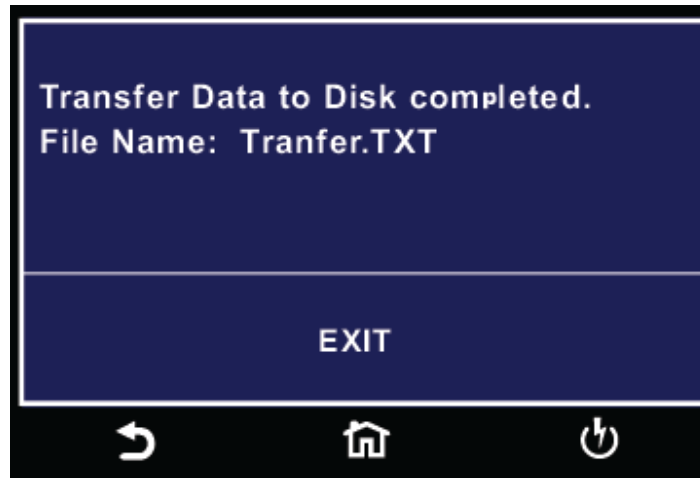 Transfer Data to Disk completed.
File Name: Tranfer.TXT
EXIT